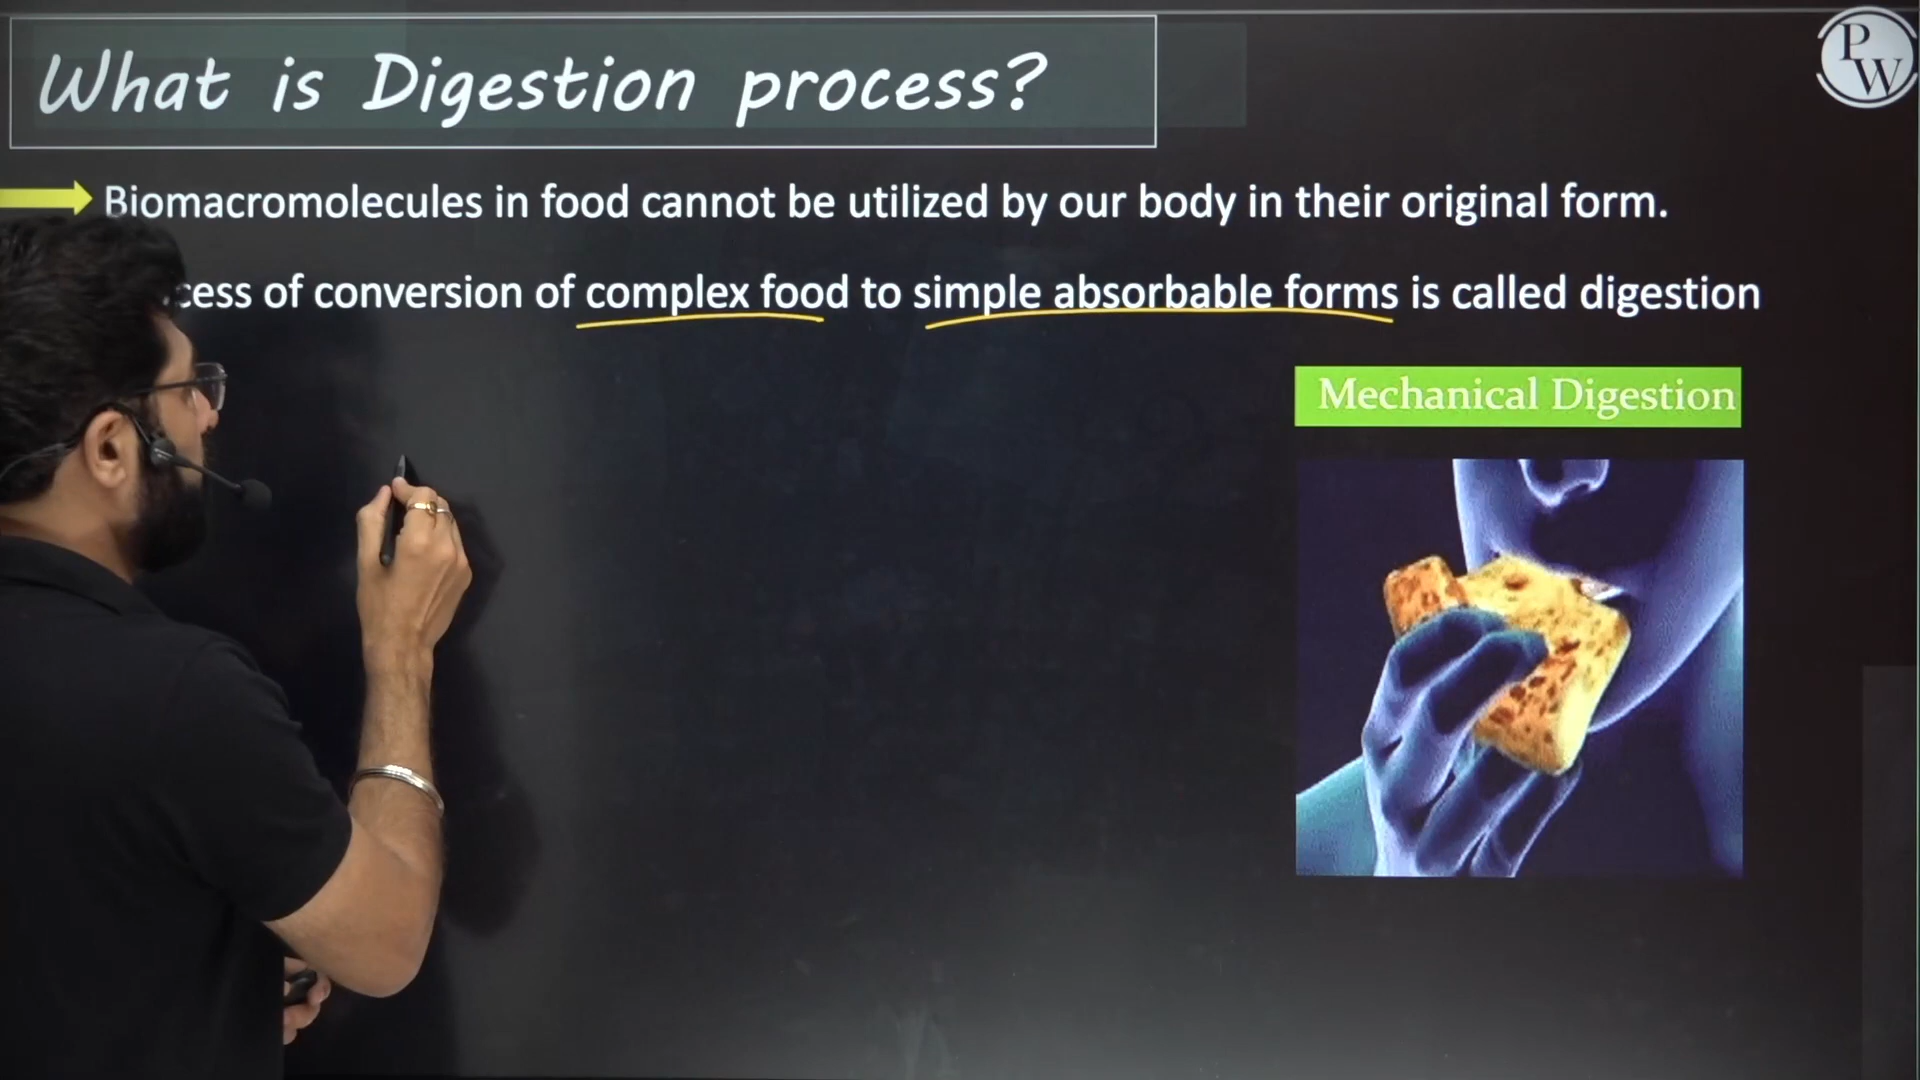 What is Digestion process?
PW
Biomacromolecules in food cannot be utilized by our body in their original form.
cess of conversion of complex food to simple absorbable forms is called digestion
Mechanical Digestion